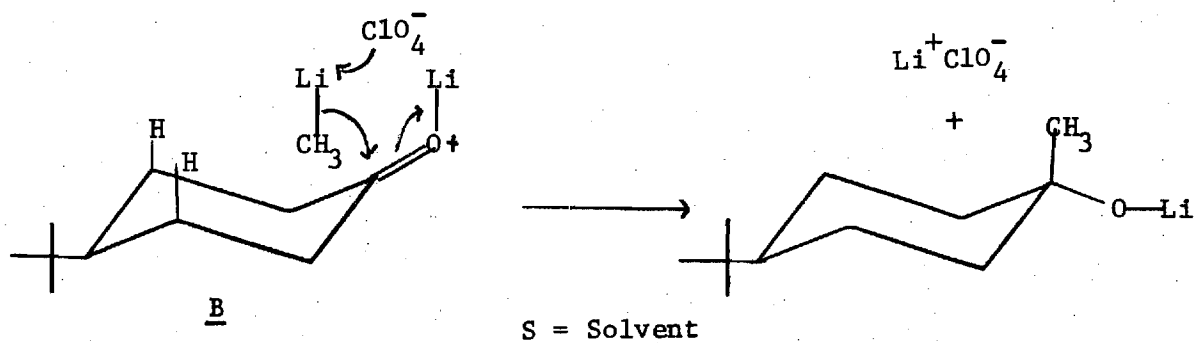 ClO₄⁻
Li Li
CH₃ O+
H
H
B
S = Solvent
Li⁺ClO₄⁻
+
CH₃
O—Li